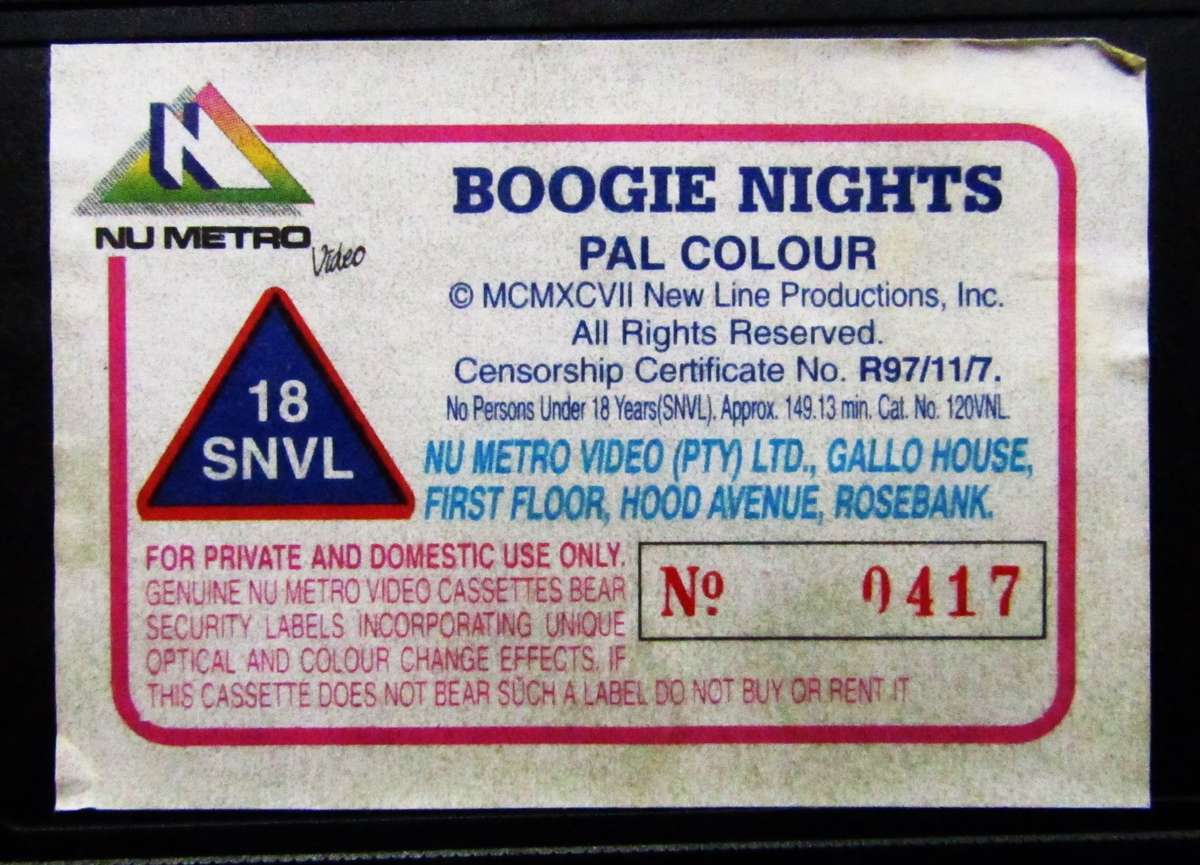 N
NU METRO
Video
BOOGIE NIGHTS
PAL COLOUR
© MCMXCVII New Line Productions, Inc.
All Rights Reserved.
Censorship Certificate No. R97/11/7.
No Persons Under 18 Years(SNVL). Approx. 149.13 min. Cat. No. 120VNL.
18
SNVL
NU METRO VIDEO (PTY) LTD., GALLO HOUSE,
FIRST FLOOR, HOOD AVENUE, ROSEBANK.
FOR PRIVATE AND DOMESTIC USE ONLY.
GENUINE NU METRO VIDEO CASSETTES BEAR
SECURITY LABELS INCORPORATING UNIQUE
OPTICAL AND COLOUR CHANGE EFFECTS. IF
THIS CASSETTE DOES NOT BEAR SUCH A LABEL DO NOT BUY OR RENT IT
Nº 0417